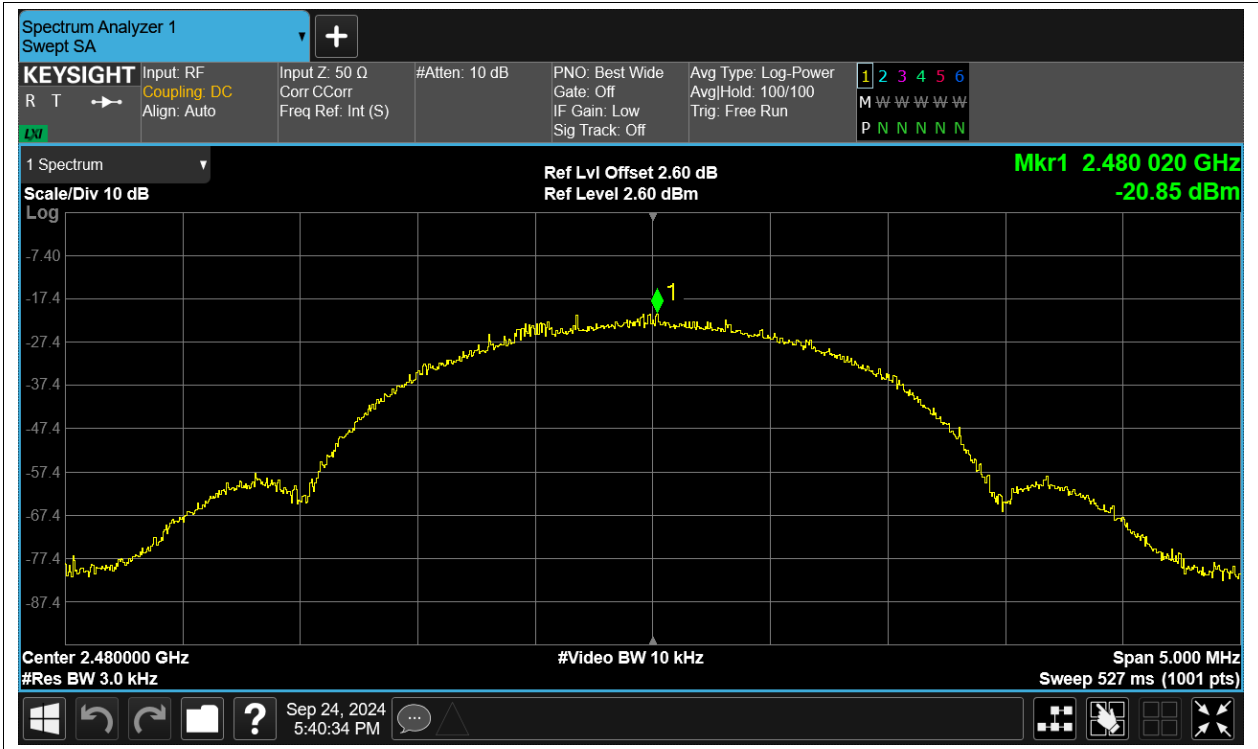 Spectrum Analyzer 1
Swept SA
KEYSIGHT
R T
LXI
Input: RF
Coupling: DC
Align: Auto
Input Z: 50 Ω
Corr CCorr
Freq Ref: Int (S)
#Atten: 10 dB
PNO: Best Wide
Gate: Off
IF Gain: Low
Sig Track: Off
Avg Type: Log-Power
Avg|Hold: 100/100
Trig: Free Run
1 2 3 4 5 6
M W W W W W
P N N N N N
1 Spectrum
Scale/Div 10 dB
Ref Lvl Offset 2.60 dB
Ref Level 2.60 dBm
Mkr1 2.480 020 GHz
-20.85 dBm
Log
1
-7.40
-17.4
-27.4
-37.4
-47.4
-57.4
-67.4
-77.4
-87.4
Center 2.480000 GHz
#Res BW 3.0 kHz
#Video BW 10 kHz
Span 5.000 MHz
Sweep 527 ms (1001 pts)
?
Sep 24, 2024
5:40:34 PM